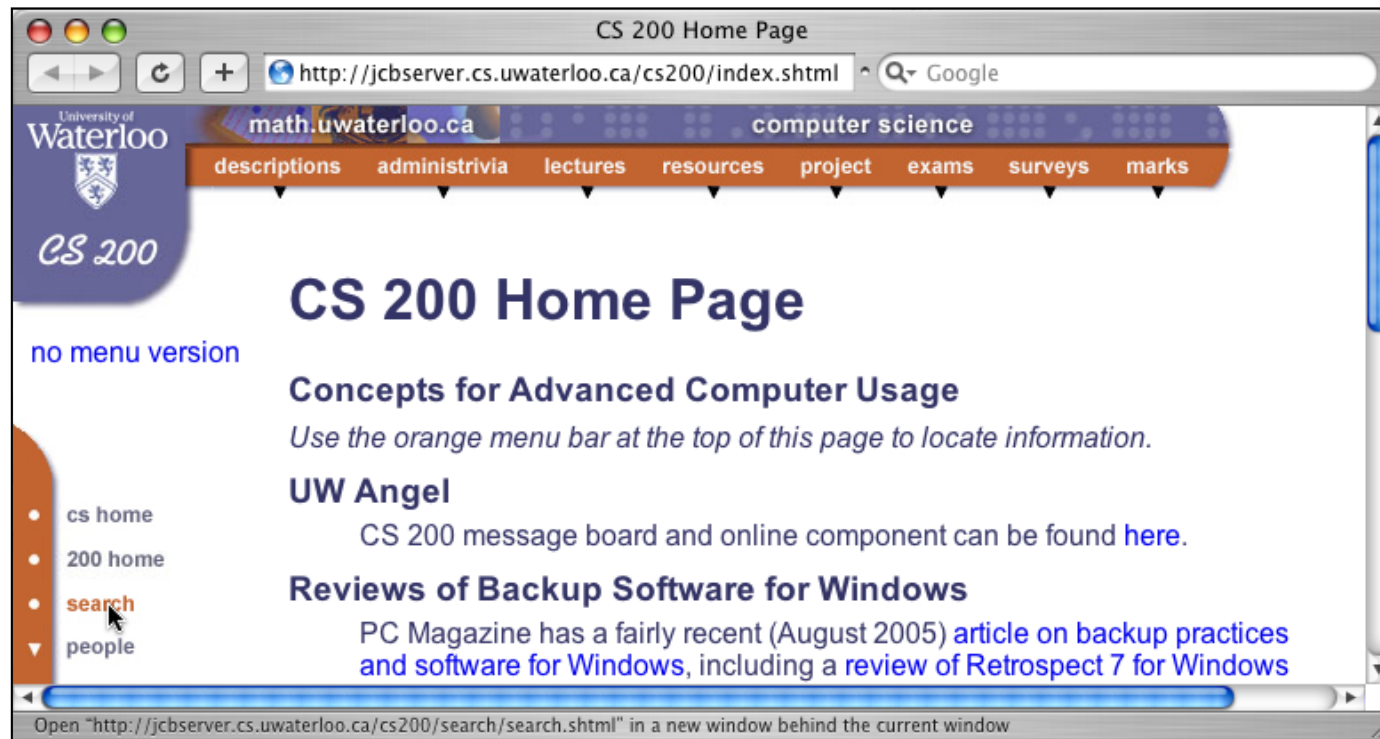 CS 200 Home Page
http://jcbserver.cs.uwaterloo.ca/cs200/index.shtml
Google
University of
Waterloo
CS 200
math.uwaterloo.ca computer science
descriptions administrivia lectures resources project exams surveys marks
CS 200 Home Page
no menu version
Concepts for Advanced Computer Usage
Use the orange menu bar at the top of this page to locate information.
UW Angel
CS 200 message board and online component can be found here.
cs home
200 home
search
people
Reviews of Backup Software for Windows
PC Magazine has a fairly recent (August 2005) article on backup practices
and software for Windows, including a review of Retrospect 7 for Windows
Open "http://jcbserver.cs.uwaterloo.ca/cs200/search/search.shtml" in a new window behind the current window